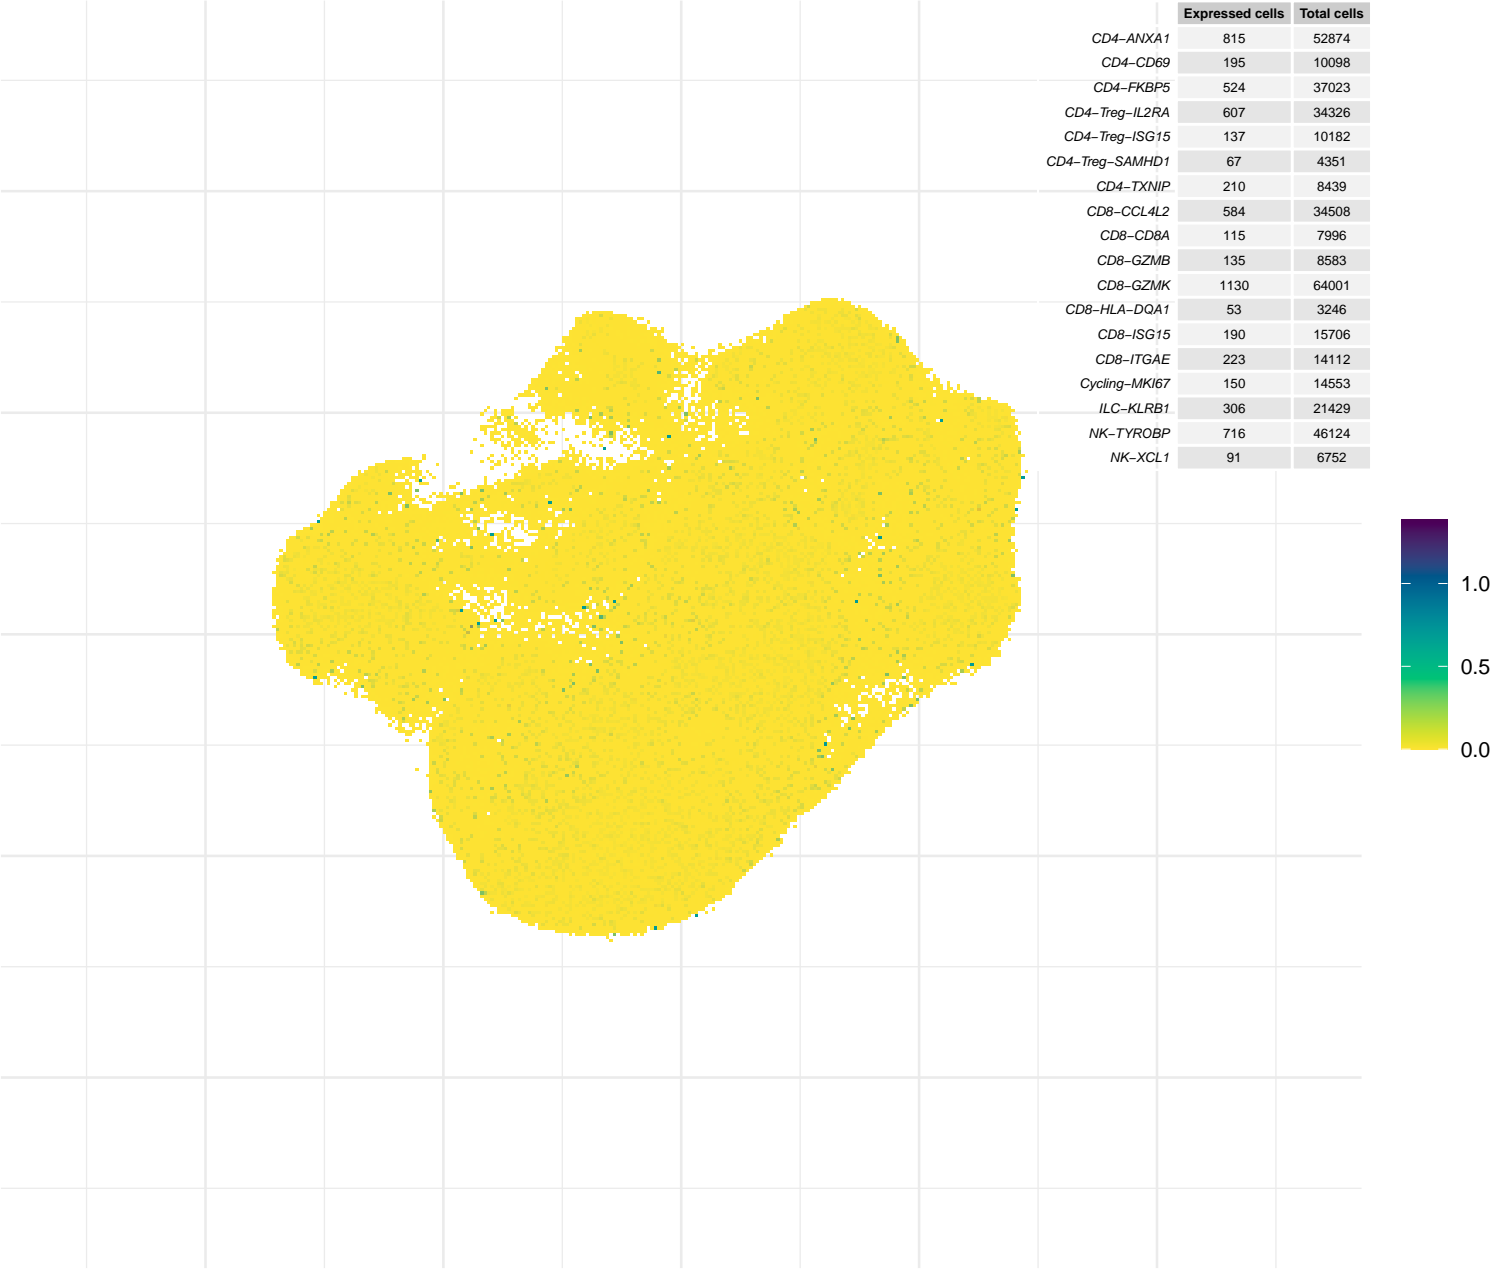 Expressed cells Total cells
CD4−ANXA1 815 52874
CD4−CD69 195 10098
CD4−FKBP5 524 37023
CD4−Treg−IL2RA 607 34326
CD4−Treg−ISG15 137 10182
CD4−Treg−SAMHD1 67 4351
CD4−TXNIP 210 8439
CD8−CCL4L2 584 34508
CD8−CD8A 115 7996
CD8−GZMB 135 8583
CD8−GZMK 1130 64001
CD8−HLA−DQA1 53 3246
CD8−ISG15 190 15706
CD8−ITGAE 223 14112
Cycling−MKI67 150 14553
ILC−KLRB1 306 21429
NK−TYROBP 716 46124
NK−XCL1 91 6752
1.0
0.5
0.0